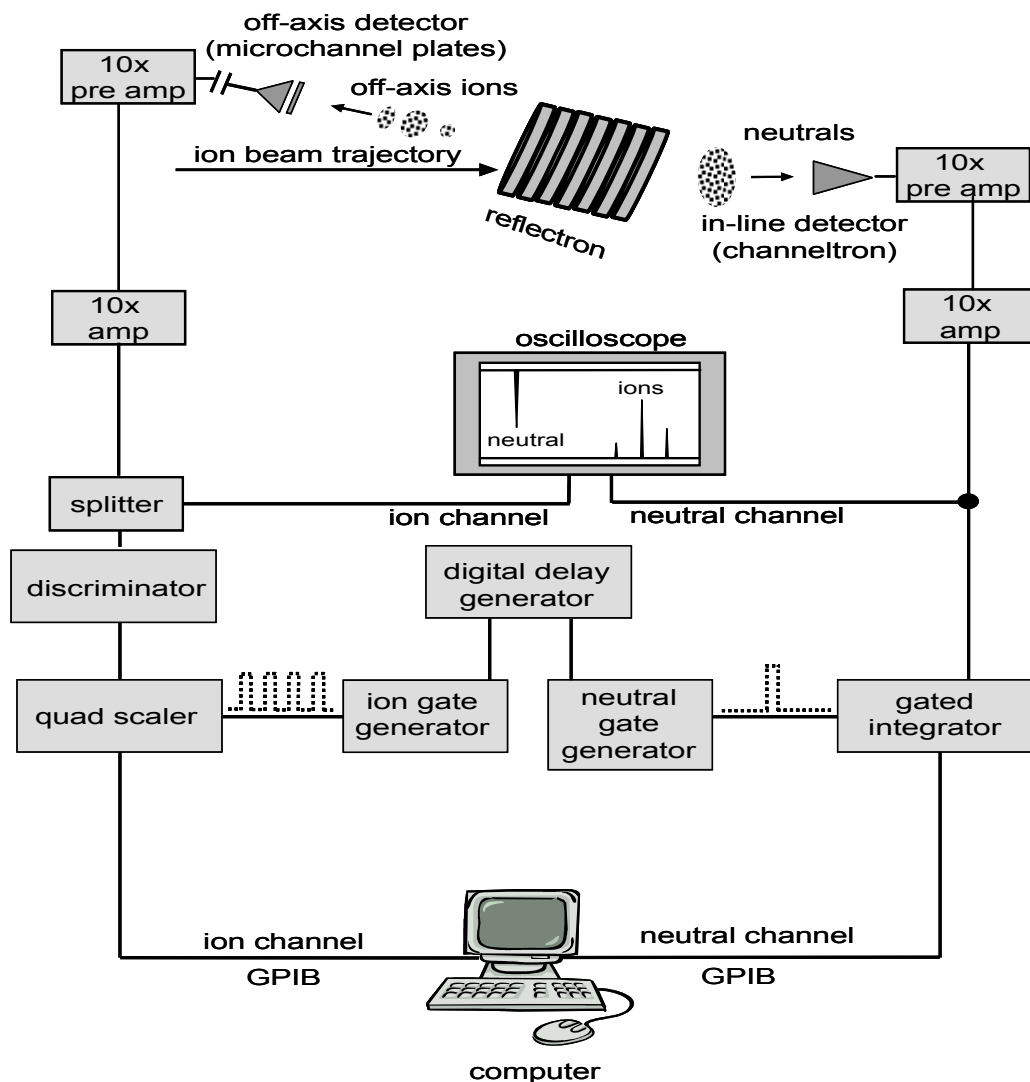 off-axis detector
(microchannel plates)
10x
pre amp
off-axis ions
ion beam trajectory
reflectron
neutrals
10x
pre amp
in-line detector
(channeltron)
10x
amp
10x
amp
oscilloscope
ions
neutral
splitter
ion channel
neutral channel
discriminator
digital delay
generator
quad scaler
ion gate
generator
neutral
gate
generator
gated
integrator
ion channel
GPIB
neutral channel
GPIB
computer